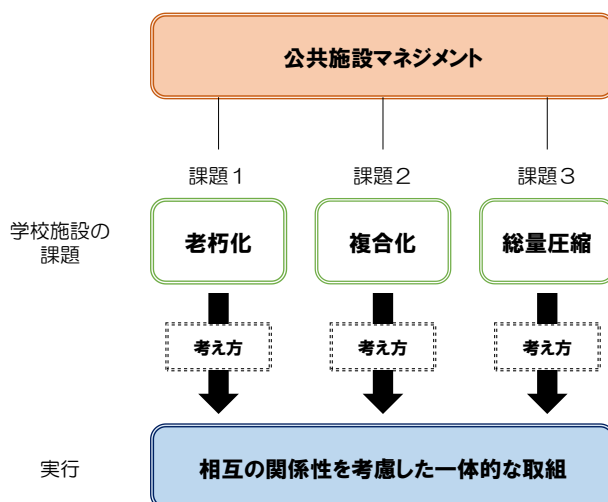 公共施設マネジメント
課題１
課題２
課題３
学校施設の
課題
老朽化
複合化
総量圧縮
考え方
考え方
考え方
実行
相互の関係性を考慮した一体的な取組